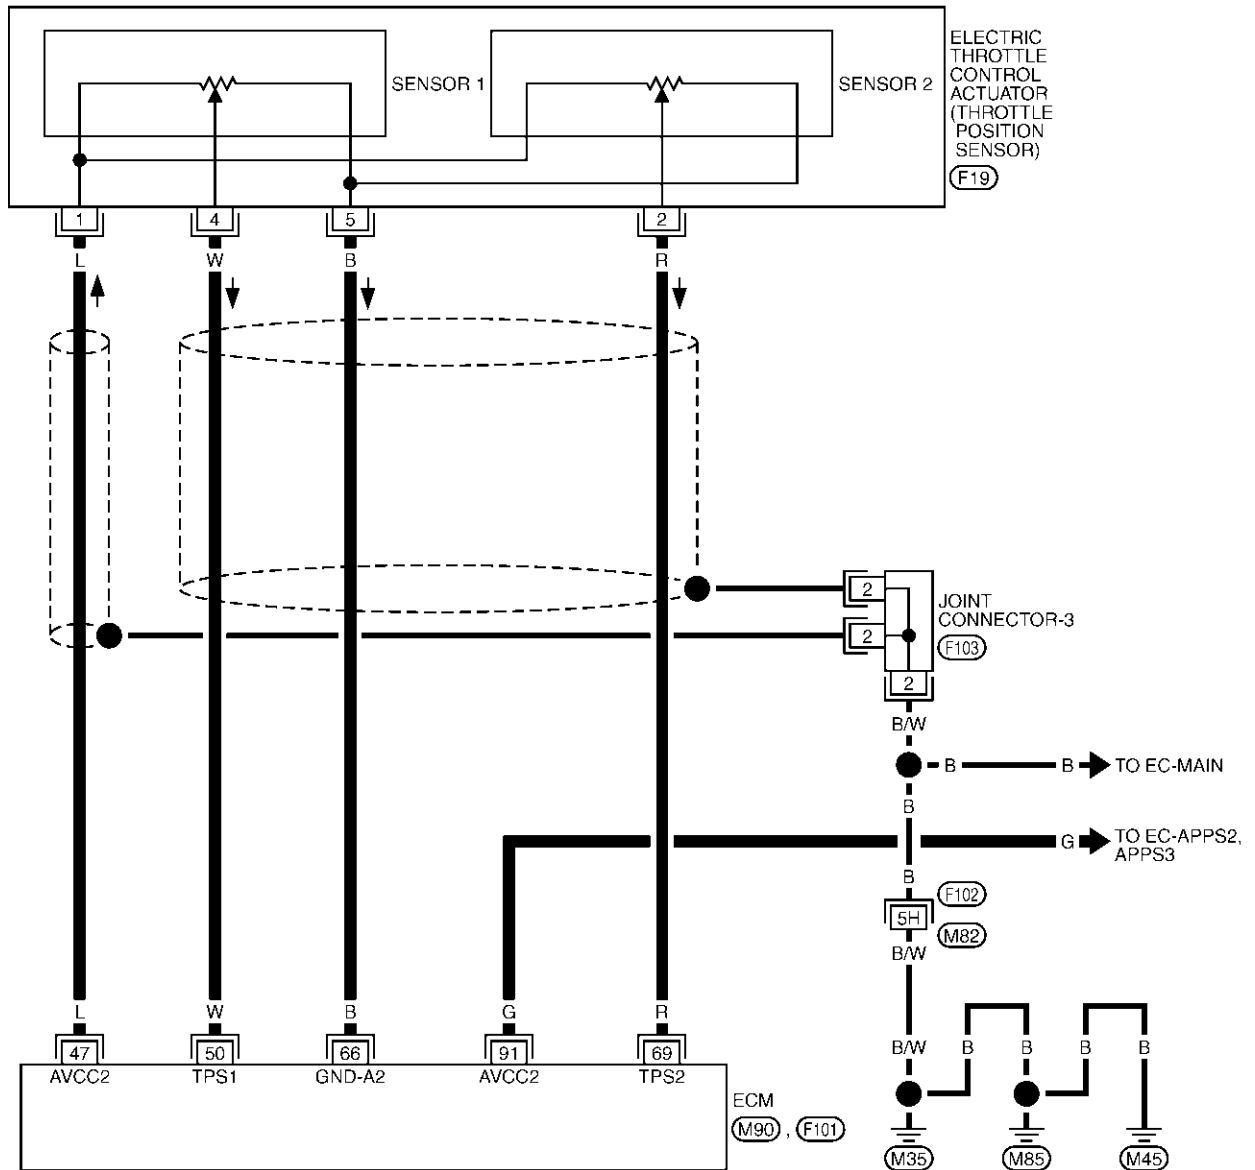 SENSOR 1
SENSOR 2
ELECTRIC
THROTTLE
CONTROL
ACTUATOR
(THROTTLE
POSITION
SENSOR)
F19
1
4
5
2
L
W
B
R
2
2
JOINT
CONNECTOR-3
F103
2
B/W
B
B
TO EC-MAIN
B
G
TO EC-APPS2,
APPS3
B
F102
5H
M82
B/W
L
W
B
G
R
B/W
B
B
B
B
47
50
66
91
69
AVCC2
TPS1
GND-A2
AVCC2
TPS2
ECM
M90 , F101
M35
M85
M45